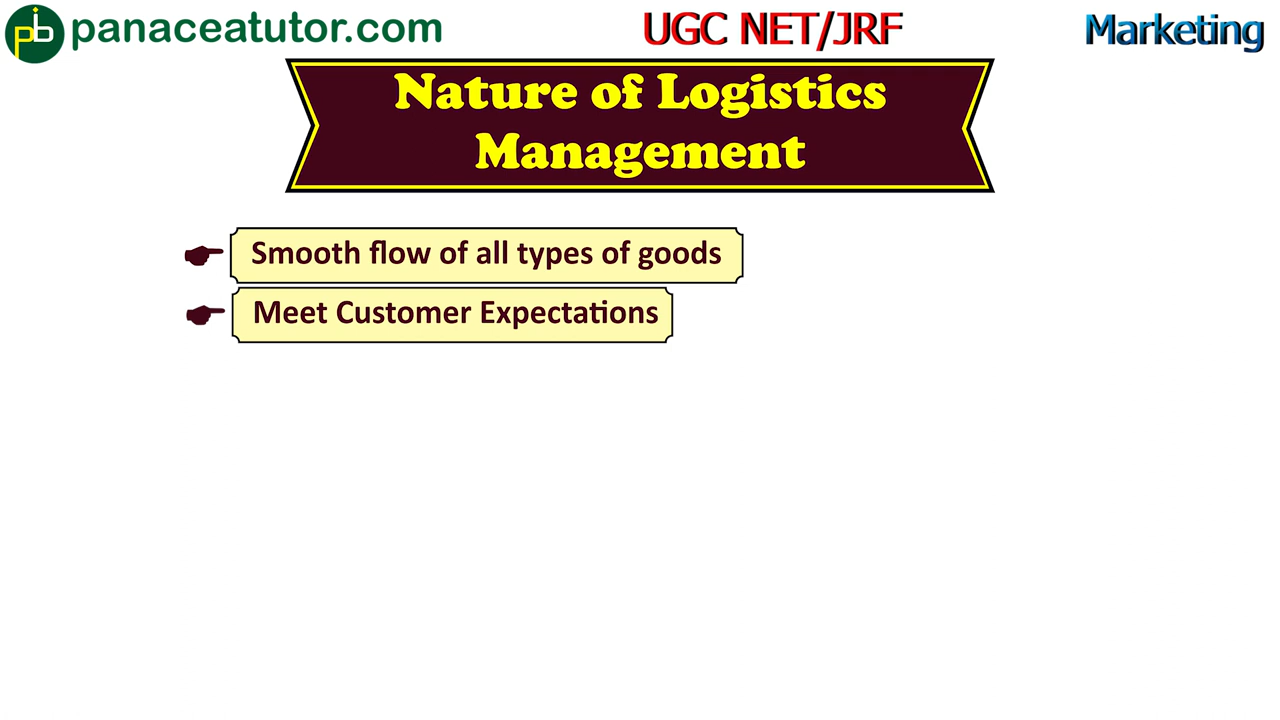 panaceatutor.com
UGC NET/JRF
Marketing
Nature of Logistics
Management
Smooth flow of all types of goods
Meet Customer Expectations